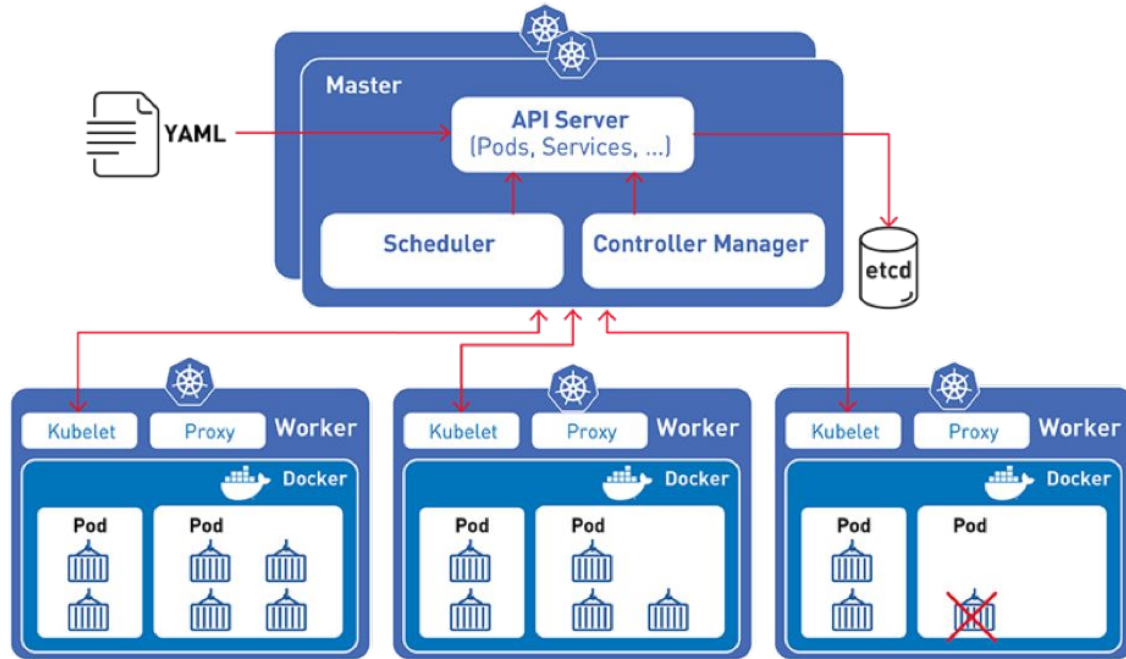 Master
YAML
API Server
(Pods, Services, ...)
Scheduler
Controller Manager
etcd
Kubelet
Proxy
Worker
Docker
Pod
Pod
Kubelet
Proxy
Worker
Docker
Pod
Pod
Kubelet
Proxy
Worker
Docker
Pod
Pod